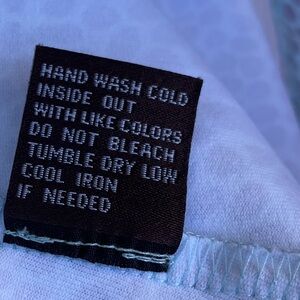 HAND WASH COLD
INSIDE OUT
WITH LIKE COLORS
DO NOT BLEACH
TUMBLE DRY LOW
COOL IRON
IF NEEDED